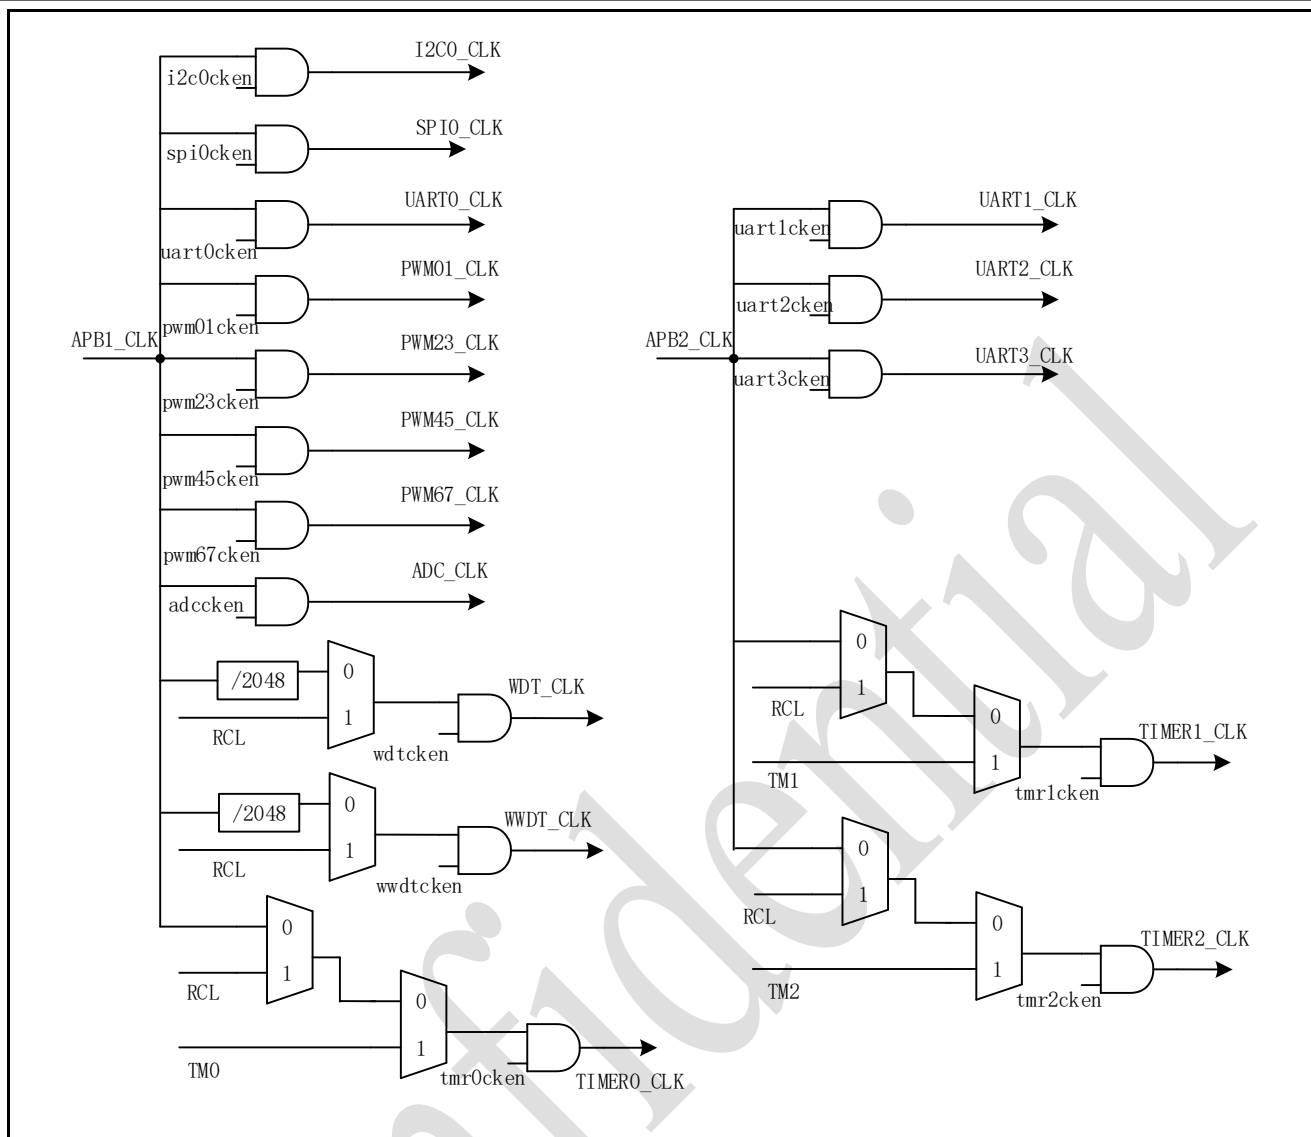 I2C0_CLK
i2c0cken
SPI0_CLK
spi0cken
UART0_CLK
uart0cken
PWM01_CLK
pwm01cken
APB1_CLK
PWM23_CLK
pwm23cken
PWM45_CLK
pwm45cken
PWM67_CLK
pwm67cken
ADC_CLK
adccken
/2048
0
1
RCL
wdtcken
WDT_CLK
/2048
0
1
RCL
wwdtcken
WWDT_CLK
0
1
RCL
0
1
TM0
tmr0cken
TIMER0_CLK
UART1_CLK
uart1cken
UART2_CLK
uart2cken
APB2_CLK
UART3_CLK
uart3cken
0
1
RCL
0
1
TM1
tmr1cken
TIMER1_CLK
0
1
RCL
0
1
TM2
tmr2cken
TIMER2_CLK
nfidential